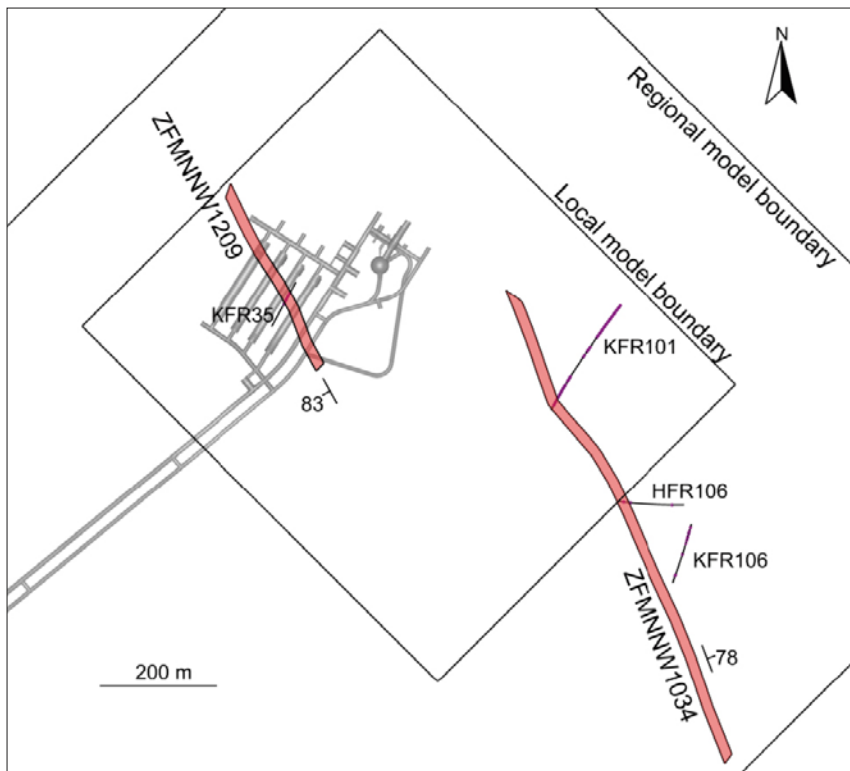 N
Regional model boundary
ZFMNNW1209
Local model boundary
KFR35
KFR101
83
HFR106
KFR106
ZFMNNW1034
78
200 m